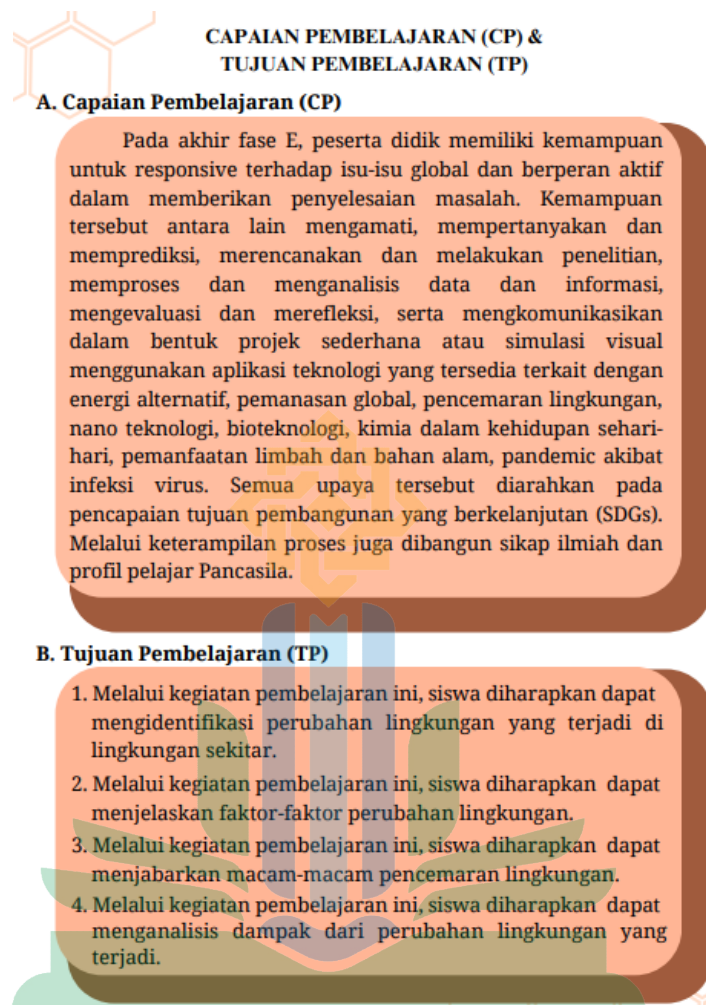 CAPAIAN PEMBELAJARAN (CP) &
TUJUAN PEMBELAJARAN (TP)
A. Capaian Pembelajaran (CP)
Pada akhir fase E, peserta didik memiliki kemampuan
untuk responsive terhadap isu-isu global dan berperan aktif
dalam memberikan penyelesaian masalah. Kemampuan
tersebut antara lain mengamati, mempertanyakan dan
memprediksi, merencanakan dan melakukan penelitian,
memproses dan menganalisis data dan informasi,
mengevaluasi dan merefleksi, serta mengkomunikasikan
dalam bentuk projek sederhana atau simulasi visual
menggunakan aplikasi teknologi yang tersedia terkait dengan
energi alternatif, pemanasan global, pencemaran lingkungan,
nano teknologi, bioteknologi, kimia dalam kehidupan sehari-
hari, pemanfaatan limbah dan bahan alam, pandemic akibat
infeksi virus. Semua upaya tersebut diarahkan pada
pencapaian tujuan pembangunan yang berkelanjutan (SDGs).
Melalui keterampilan proses juga dibangun sikap ilmiah dan
profil pelajar Pancasila.
B. Tujuan Pembelajaran (TP)
1. Melalui kegiatan pembelajaran ini, siswa diharapkan dapat
mengidentifikasi perubahan lingkungan yang terjadi di
lingkungan sekitar.
2. Melalui kegiatan pembelajaran ini, siswa diharapkan dapat
menjelaskan faktor-faktor perubahan lingkungan.
3. Melalui kegiatan pembelajaran ini, siswa diharapkan dapat
menjabarkan macam-macam pencemaran lingkungan.
4. Melalui kegiatan pembelajaran ini, siswa diharapkan dapat
menganalisis dampak dari perubahan lingkungan yang
terjadi.